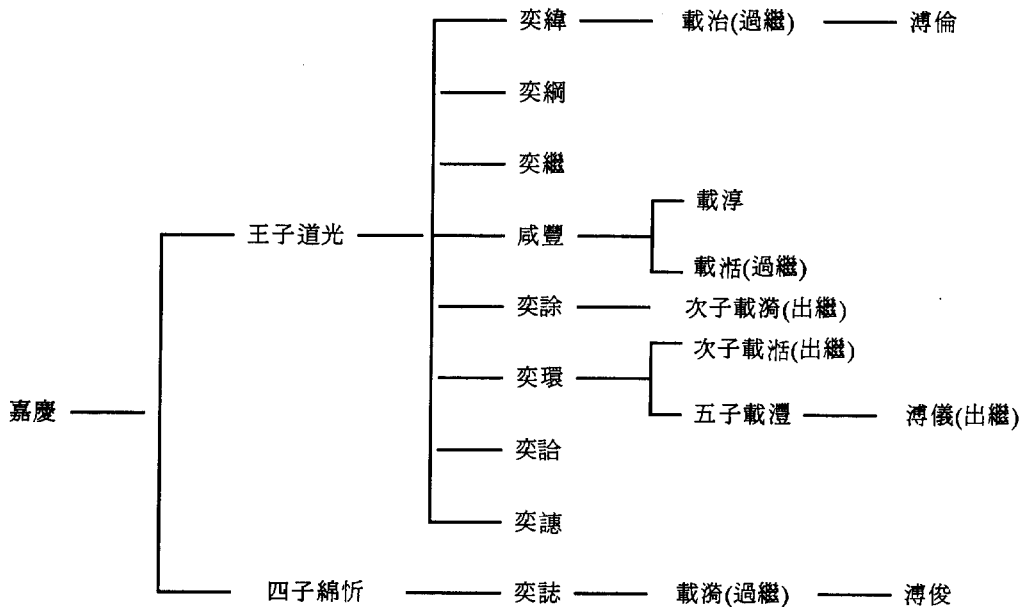 奕緯 載治(過繼) 溥倫
奕綱
奕繼
載淳
王子道光 咸豐
載湉(過繼)
奕詝 次子載漪(出繼)
次子載湉(出繼)
奕環
嘉慶 五子載灃 溥儀(出繼)
奕詥
奕譓
四子綿忻 奕誌 載漪(過繼) 溥俊